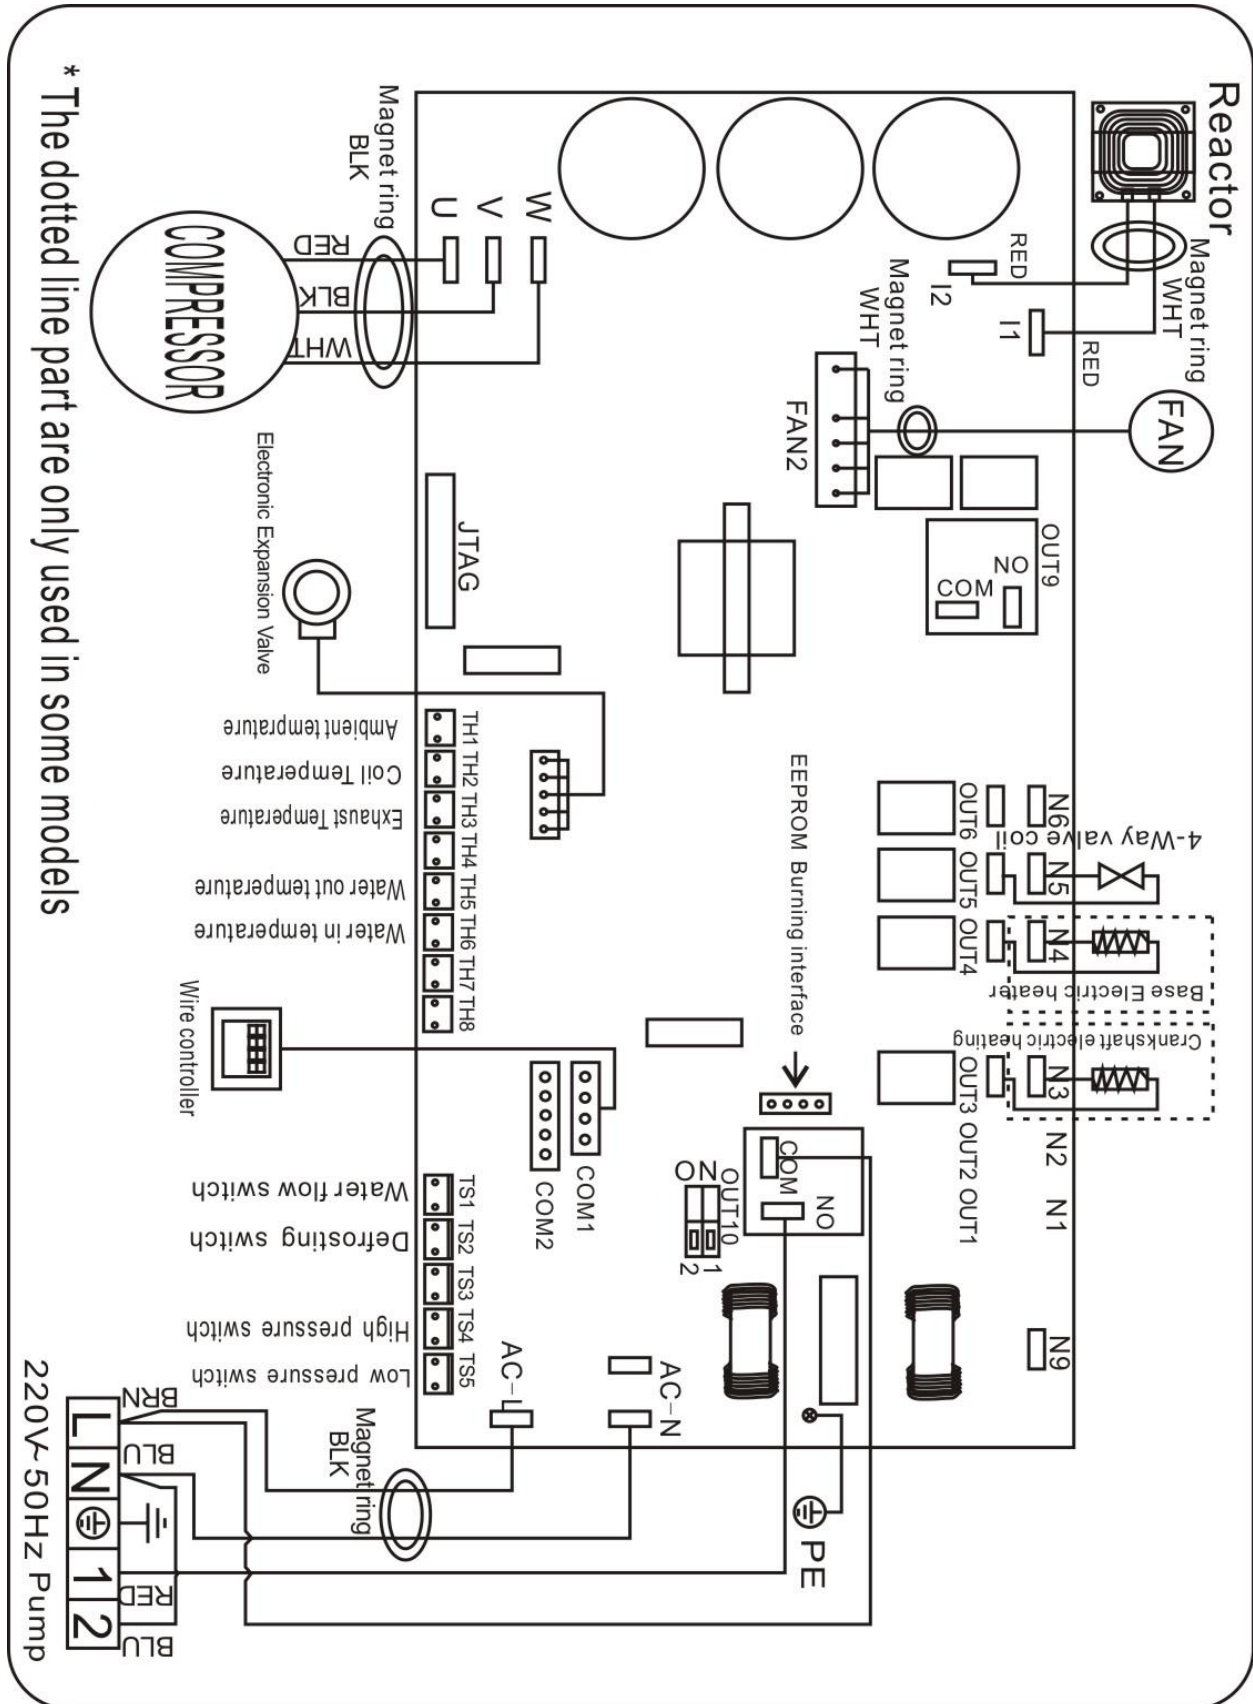 Reactor
Magnet ring
WHT
RED
RED
I2
I1
FAN
Magnet ring
WHT
FAN2
OUT9
NO
COM
W
V
U
Magnet ring
BLK
RED
BLK
WHT
COMPRESSOR
JTAG
Electronic Expansion Valve
TH1 TH2 TH3 TH4 TH5 TH6 TH7 TH8
Ambient temprature
Coil Temperature
Exhaust Temperature
Water out temperature
Water in temperature
Wire controller
EEPROM Burning interface
N6
N5
N4
N3
N2
N1
N9
4-Way valve coil
Base Electric heater
Crankshaft electric heating
OUT6
OUT5
OUT4
OUT3 OUT2 OUT1
COM
NO
OUT10
ON
1
2
COM1
COM2
TS1 TS2 TS3 TS4 TS5
Water flow switch
Defrosting switch
High pressure switch
Low pressure switch
AC-L
AC-N
Magnet ring
BLK
PE
BRN
BLU
RED
BLU
L N 1 2
220V~50Hz Pump
* The dotted line part are only used in some models